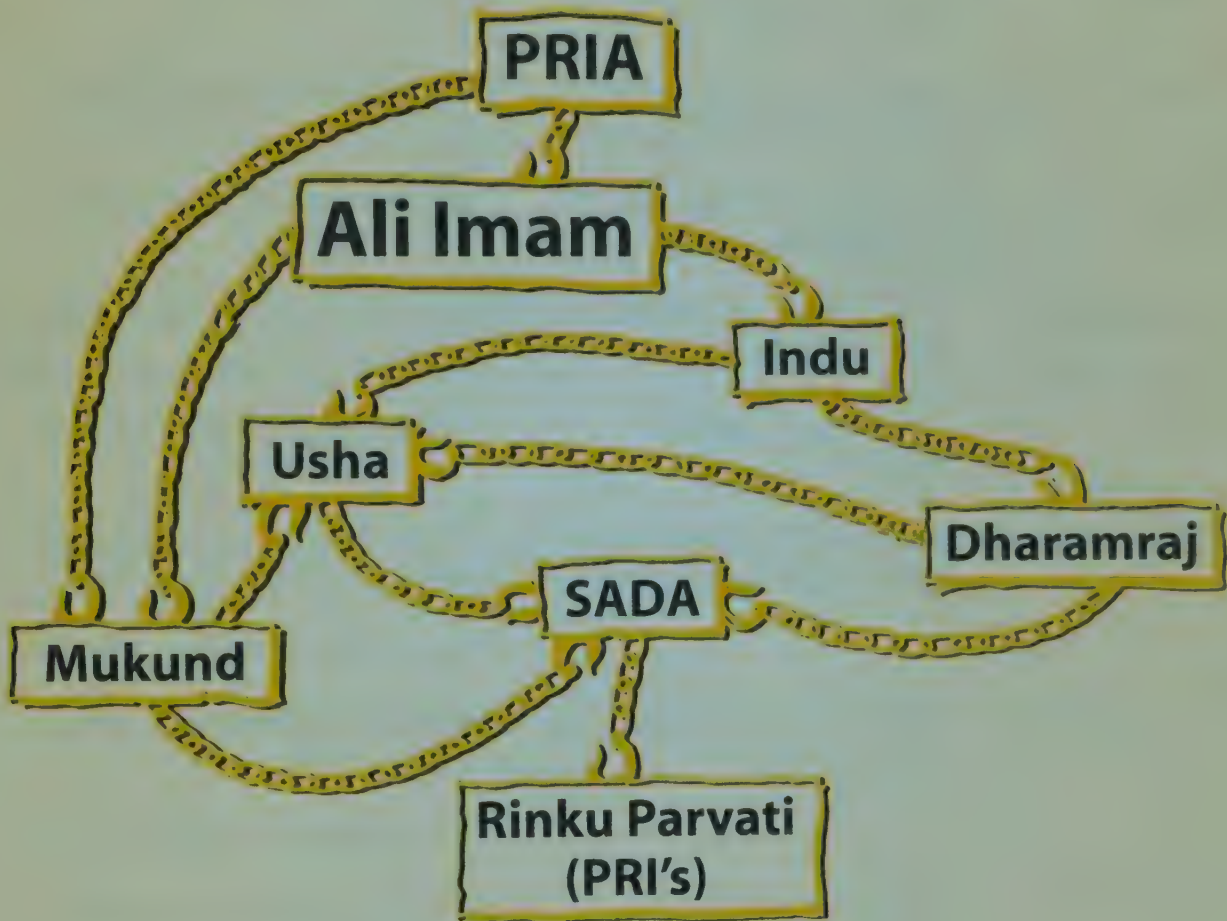 PRIA
Ali Imam
Indu
Usha
Dharamraj
SADA
Mukund
Rinku Parvati
(PRI's)